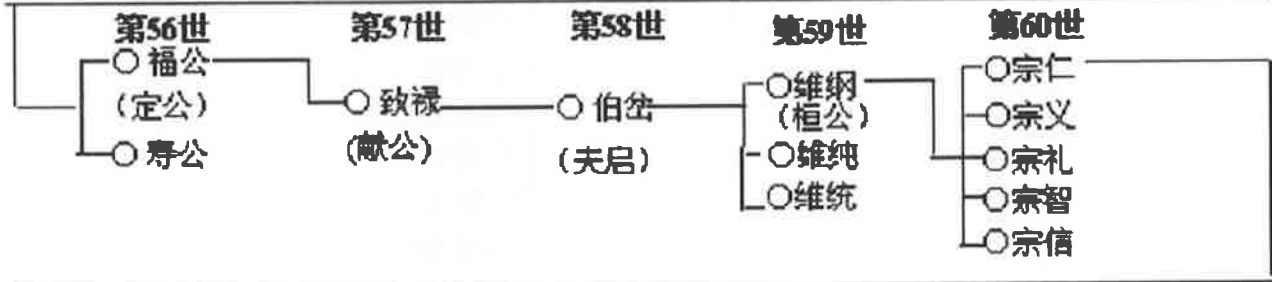 第56世 第57世 第58世 第59世 第60世
福公
(定公)
寿公
致禄
(献公)
伯岔
(夫启)
维纲
(桓公)
维纯
维统
宗仁
宗义
宗礼
宗智
宗信